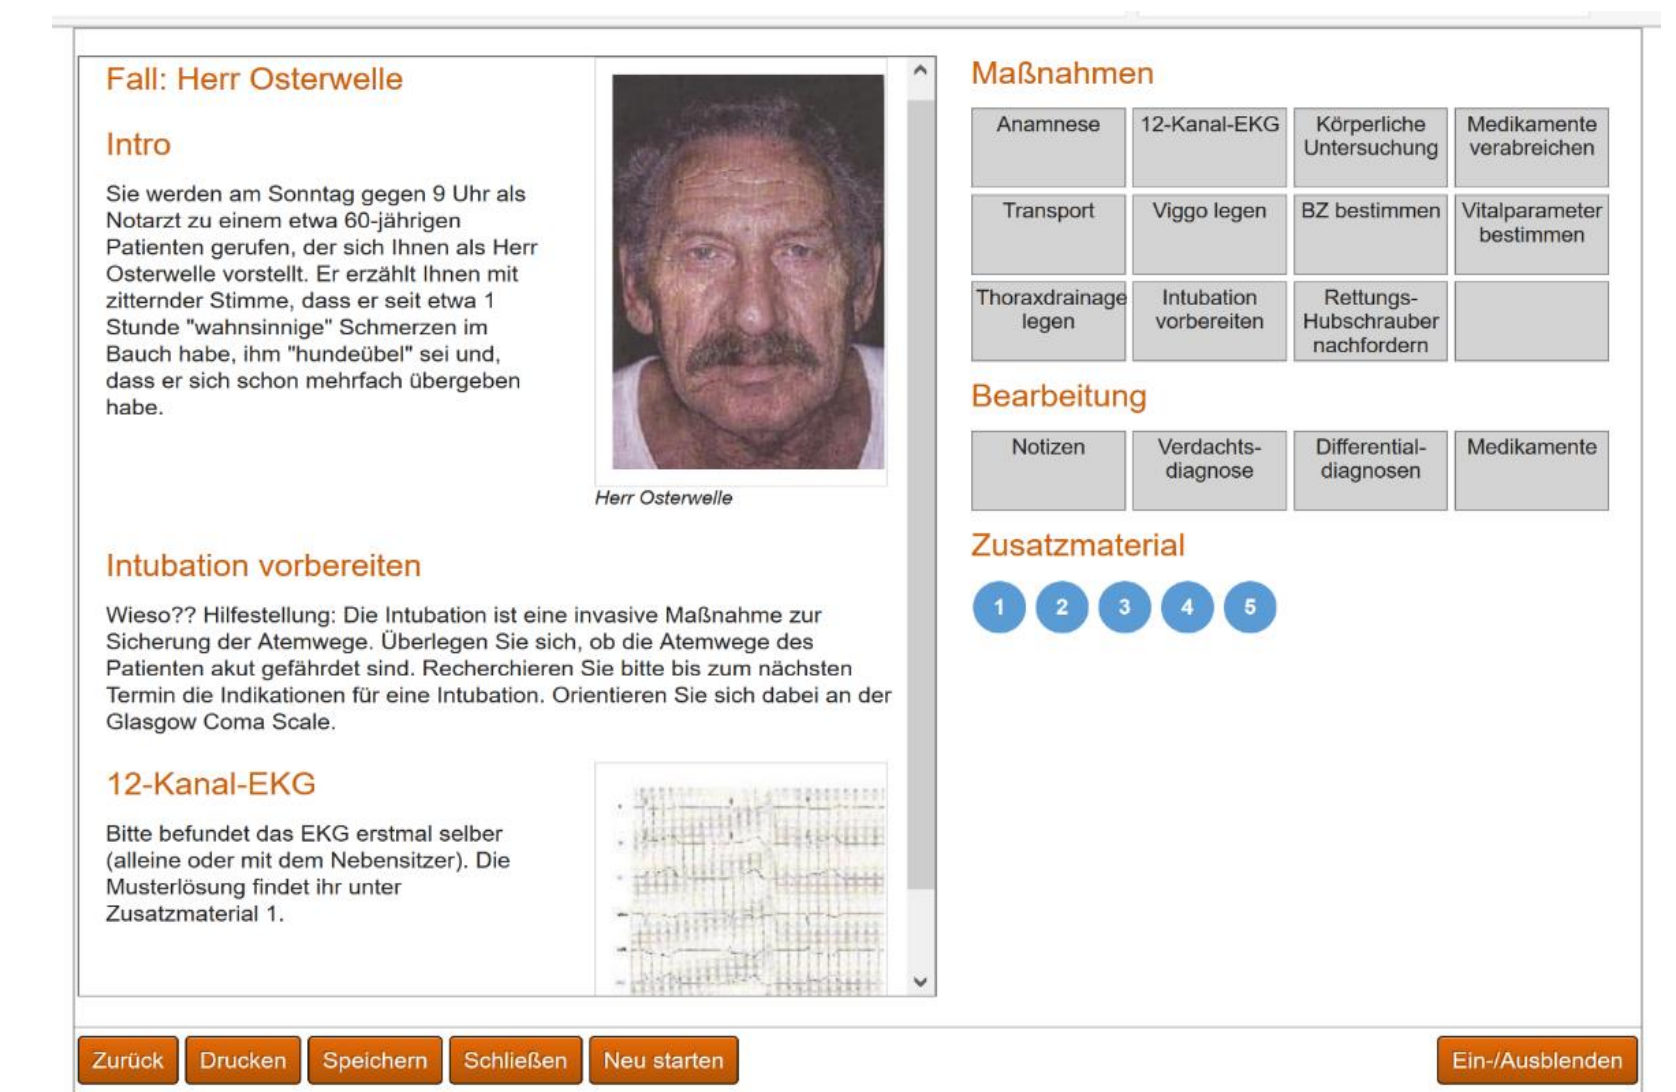 Fall: Herr Osterwelle
Intro
Sie werden am Sonntag gegen 9 Uhr als
Notarzt zu einem etwa 60-jährigen
Patienten gerufen, der sich Ihnen als Herr
Osterwelle vorstellt. Er erzählt Ihnen mit
zitternder Stimme, dass er seit etwa 1
Stunde "wahnsinnige" Schmerzen im
Bauch habe, ihm "hundeübel" sei und,
dass er sich schon mehrfach übergeben
habe.
Herr Osterwelle
Intubation vorbereiten
Wieso?? Hilfestellung: Die Intubation ist eine invasive Maßnahme zur
Sicherung der Atemwege. Überlegen Sie sich, ob die Atemwege des
Patienten akut gefährdet sind. Recherchieren Sie bitte bis zum nächsten
Termin die Indikationen für eine Intubation. Orientieren Sie sich dabei an der
Glasgow Coma Scale.
12-Kanal-EKG
Bitte befundet das EKG erstmal selber
(alleine oder mit dem Nebensitzer). Die
Musterlösung findet ihr unter
Zusatzmaterial 1.
Maßnahmen
Anamnese
12-Kanal-EKG
Körperliche
Untersuchung
Medikamente
verabreichen
Transport
Viggo legen
BZ bestimmen
Vitalparameter
bestimmen
Thoraxdrainage
legen
Intubation
vorbereiten
Rettungs-
Hubschrauber
nachfordern
Bearbeitung
Notizen
Verdachts-
diagnose
Differential-
diagnosen
Medikamente
Zusatzmaterial
1 2 3 4 5
Zurück Drucken Speichern Schließen Neu starten Ein-/Ausblenden